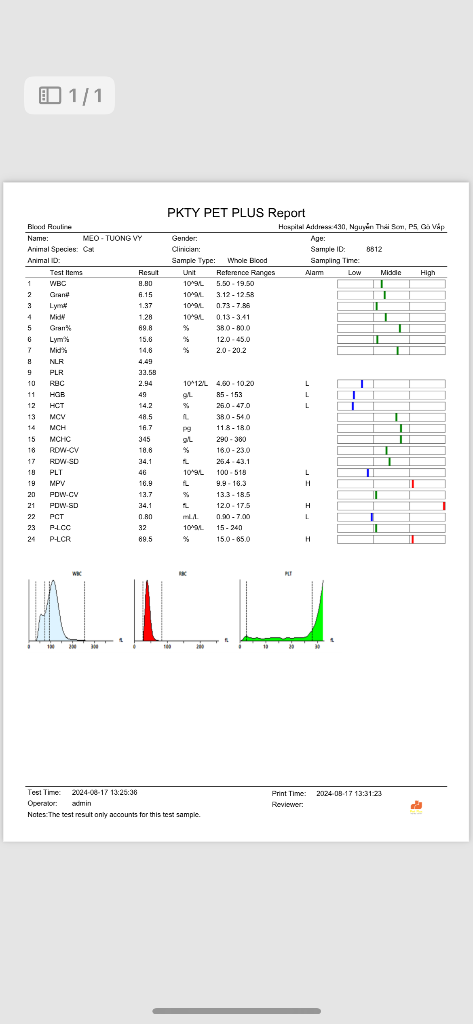 1/1
PKTY PET PLUS Report
Blood Routine Hospital Address:430, Nguyễn Thái Sơn, P5, Gò Vấp
Name: MEO - TUONG VY Gender: Age:
Animal Species: Cat Clinician: Sample ID: 8812
Animal ID: Sample Type: Whole Blood Sampling Time:
Test Items Result Unit Reference Ranges Alarm Low Middle High
1 WBC 8.80 10^9/L 5.50 - 19.50
2 Gran# 6.15 10^9/L 3.12 - 12.58
3 Lym# 1.37 10^9/L 0.73 - 7.86
4 Mid# 1.28 10^9/L 0.13 - 3.41
5 Gran% 69.8 % 38.0 - 80.0
6 Lym% 15.6 % 12.0 - 45.0
7 Mid% 14.6 % 2.0 - 20.2
8 NLR 4.49
9 PLR 33.58
10 RBC 2.94 10^12/L 4.60 - 10.20 L
11 HGB 49 g/L 85 - 153 L
12 HCT 14.2 % 26.0 - 47.0 L
13 MCV 48.5 fL 38.0 - 54.0
14 MCH 16.7 pg 11.8 - 18.0
15 MCHC 345 g/L 290 - 360
16 RDW-CV 18.6 % 16.0 - 23.0
17 RDW-SD 34.1 fL 26.4 - 43.1
18 PLT 46 10^9/L 100 - 518 L
19 MPV 16.9 fL 9.9 - 16.3 H
20 PDW-CV 13.7 % 13.3 - 18.5
21 PDW-SD 34.1 fL 12.0 - 17.5 H
22 PCT 0.80 mL/L 0.90 - 7.00 L
23 P-LCC 32 10^9/L 15 - 240
24 P-LCR 69.5 % 15.0 - 65.0 H
WBC RBC PLT
fL fL fL
0 100 200 300 0 100 200 0 10 20 30
Test Time: 2024-08-17 13:25:36 Print Time: 2024-08-17 13:31:23
Operator: admin Reviewer:
Notes:The test result only accounts for this test sample.